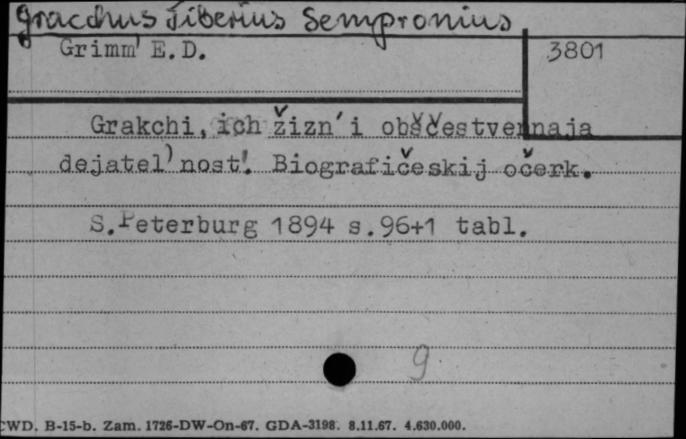 Gracchus Tiberius Sempronius
Grimm' E.D.
3801
Grakchi, ich žizn' i obščestvennaja
dejatel'nost'. Biografičeskij očerk.
S.Peterburg 1894 s.96+1 tabl.
9
CWD. B-15-b. Zam. 1726-DW-On-67. GDA-3198. 8.11.67. 4.630.000.